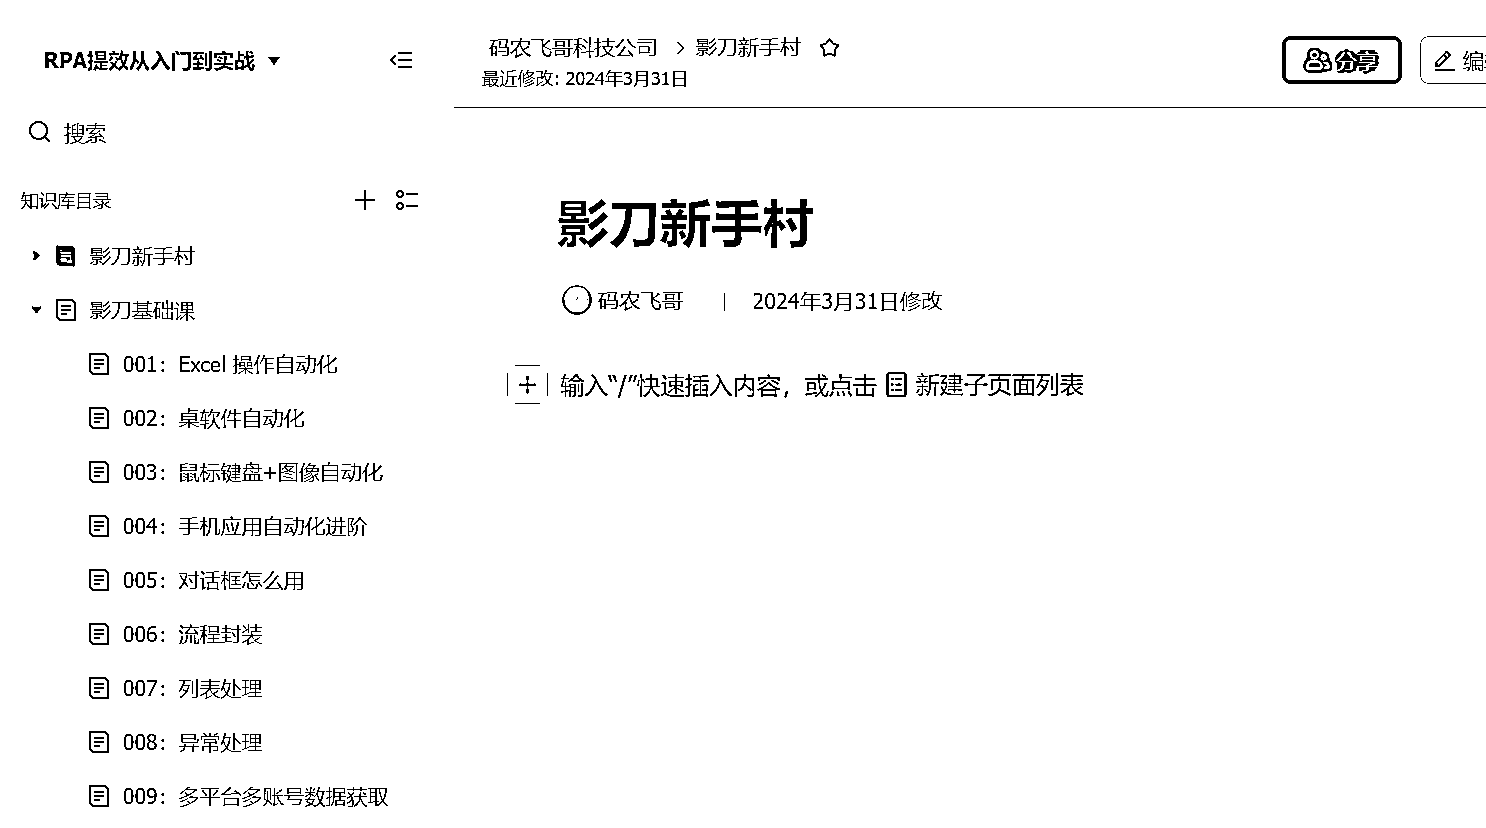 RPA提效从入门到实战
搜索
知识库目录
影刀新手村
影刀基础课
001：Excel 操作自动化
002：桌软件自动化
003：鼠标键盘+图像自动化
004：手机应用自动化进阶
005：对话框怎么用
006：流程封装
007：列表处理
008：异常处理
009：多平台多账号数据获取
码农飞哥科技公司 > 影刀新手村
最近修改: 2024年3月31日
分享
编
影刀新手村
码农飞哥 | 2024年3月31日修改
输入“/”快速插入内容，或点击 新建子页面列表